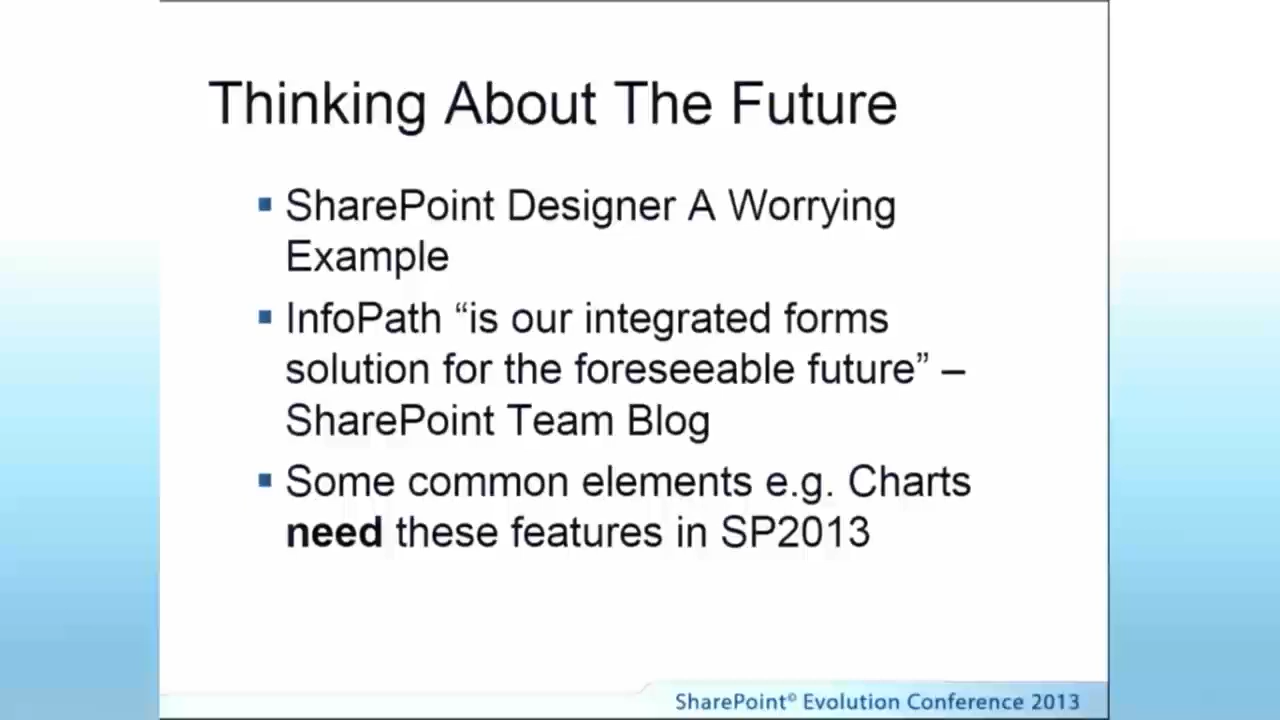 Thinking About The Future
▪ SharePoint Designer A Worrying
Example
▪ InfoPath “is our integrated forms
solution for the foreseeable future” –
SharePoint Team Blog
▪ Some common elements e.g. Charts
need these features in SP2013
SharePoint© Evolution Conference 2013